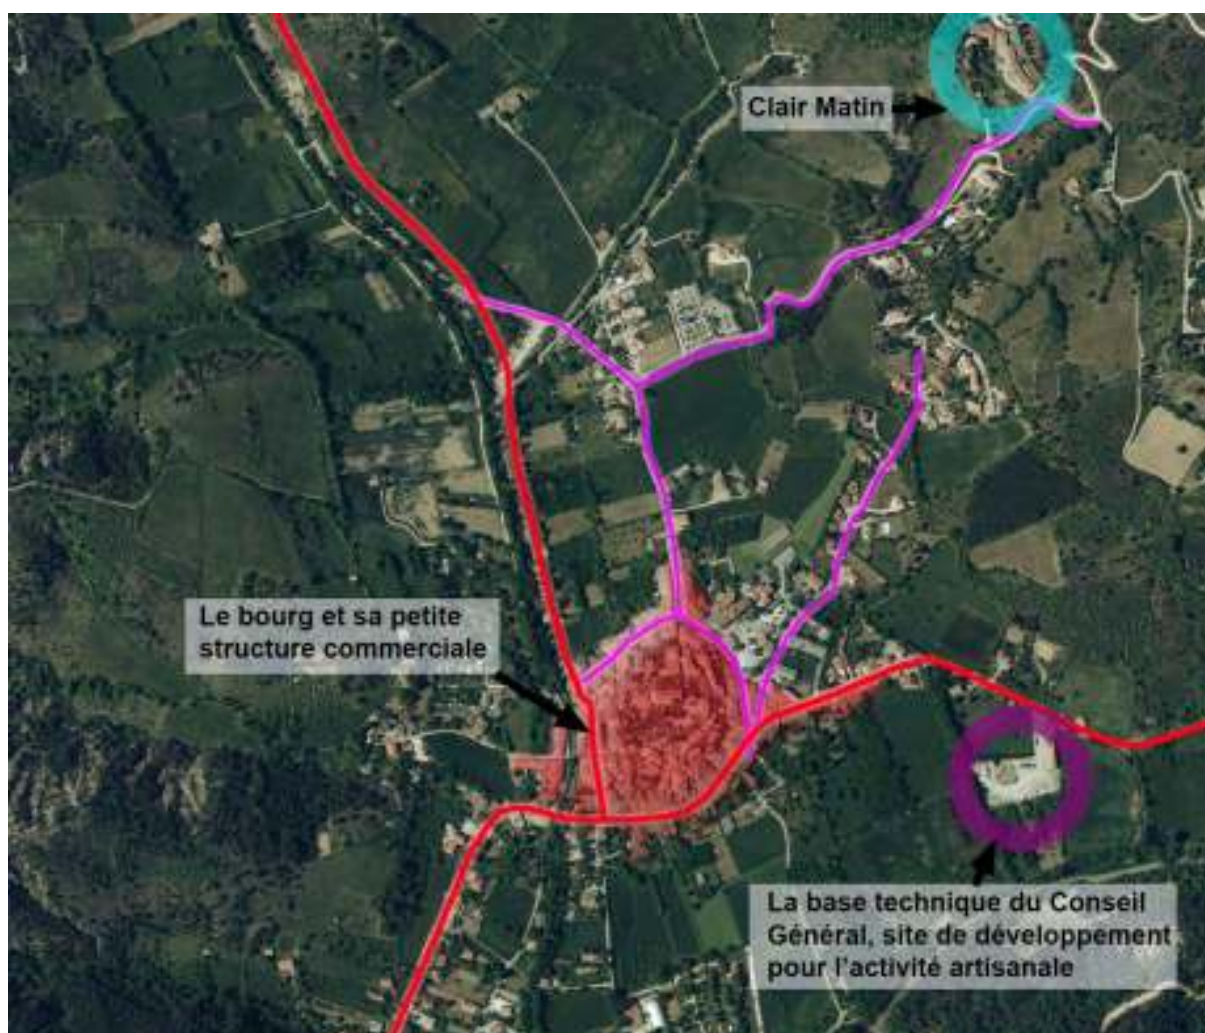 Clair Matin
Le bourg et sa petite
structure commerciale
La base technique du Conseil
Général, site de développement
pour l'activité artisanale